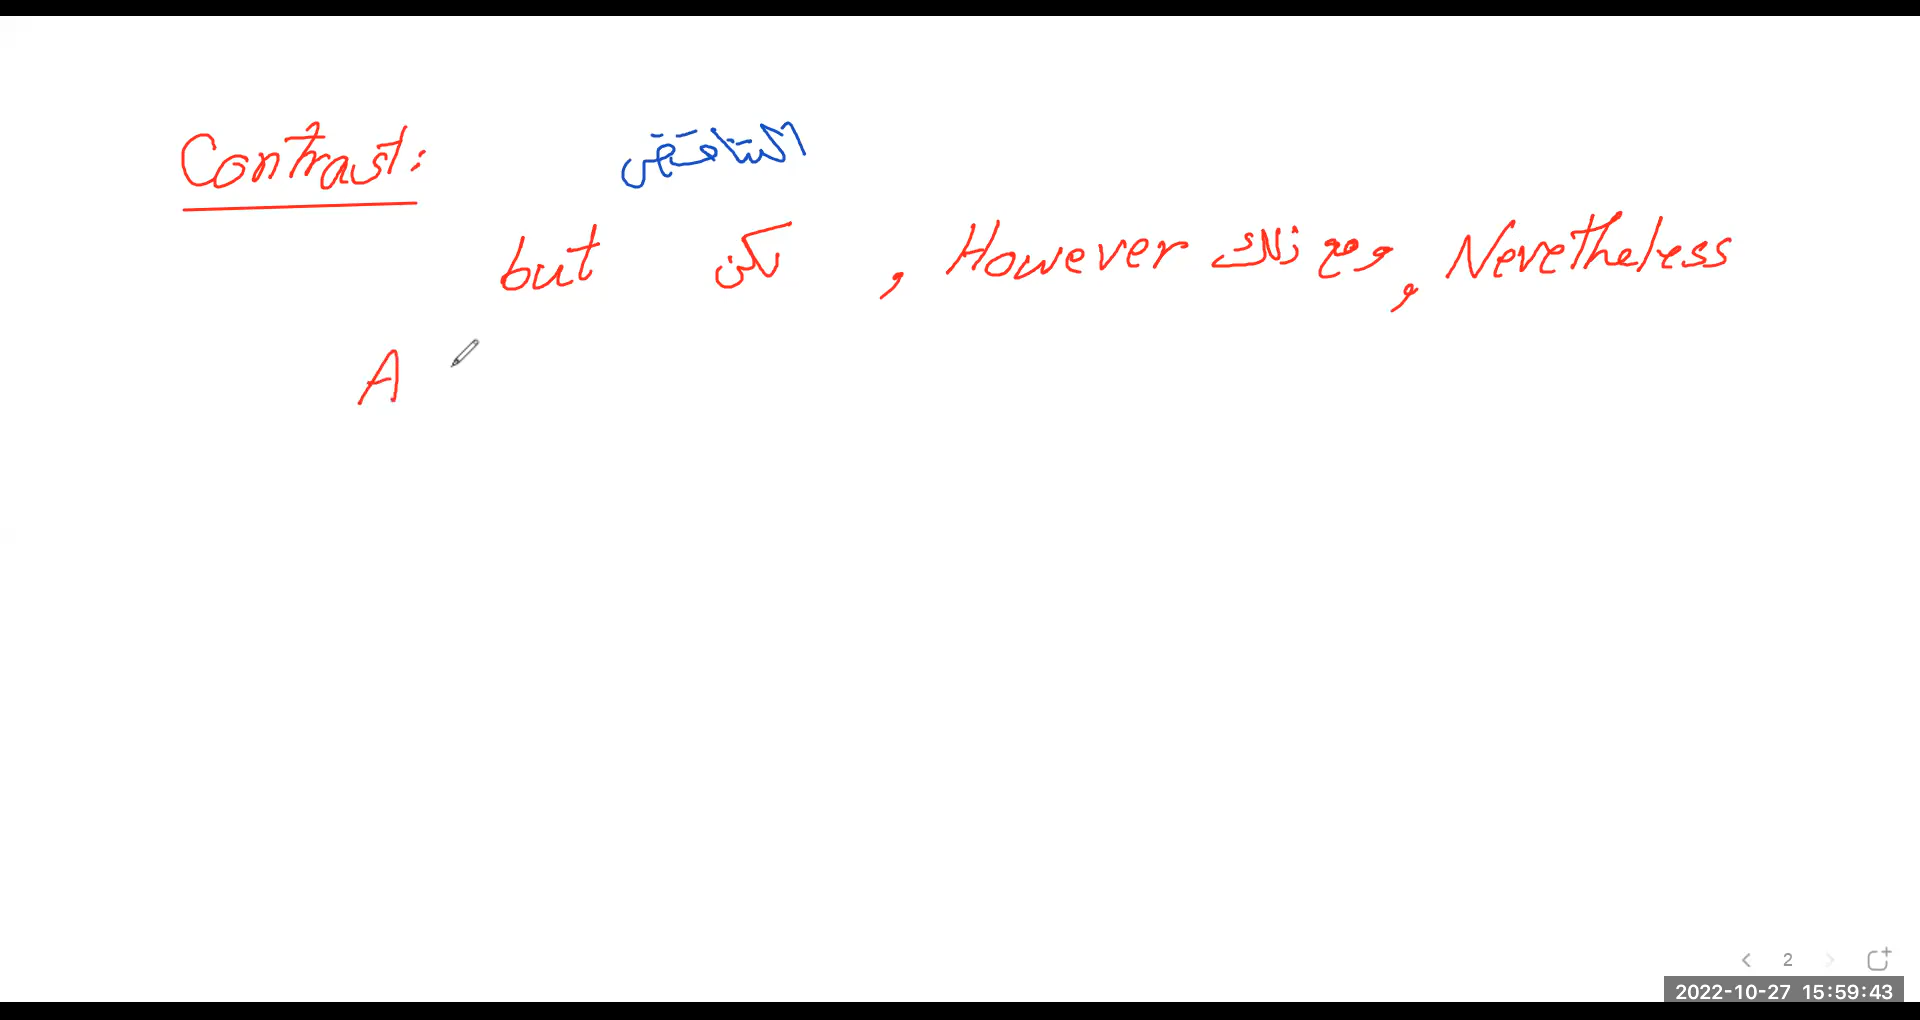 Contrast: التناقض
but لكن , However ومع ذلك , Nevertheless
A
2
2022-10-27 15:59:43